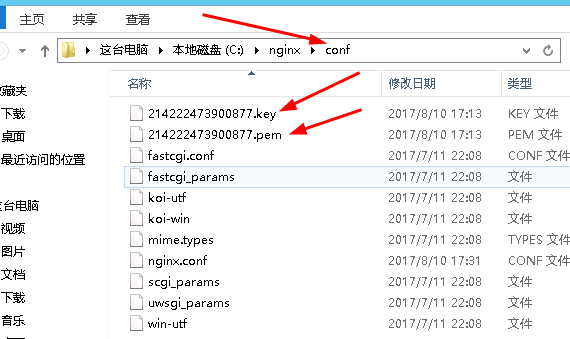 主页 共享 查看
这台电脑 本地磁盘 (C:) nginx conf
名称 修改日期 类型
收藏夹
下载
桌面
最近访问的位置
这台电脑
视频
图片
文档
下载
音乐
214222473900877.key 2017/8/10 17:13 KEY 文件
214222473900877.pem 2017/8/10 17:13 PEM 文件
fastcgi.conf 2017/7/11 22:08 CONF 文件
fastcgi_params 2017/7/11 22:08 文件
koi-utf 2017/7/11 22:08 文件
koi-win 2017/7/11 22:08 文件
mime.types 2017/7/11 22:08 TYPES 文件
nginx.conf 2017/8/10 17:31 CONF 文件
scgi_params 2017/7/11 22:08 文件
uwsgi_params 2017/7/11 22:08 文件
win-utf 2017/7/11 22:08 文件